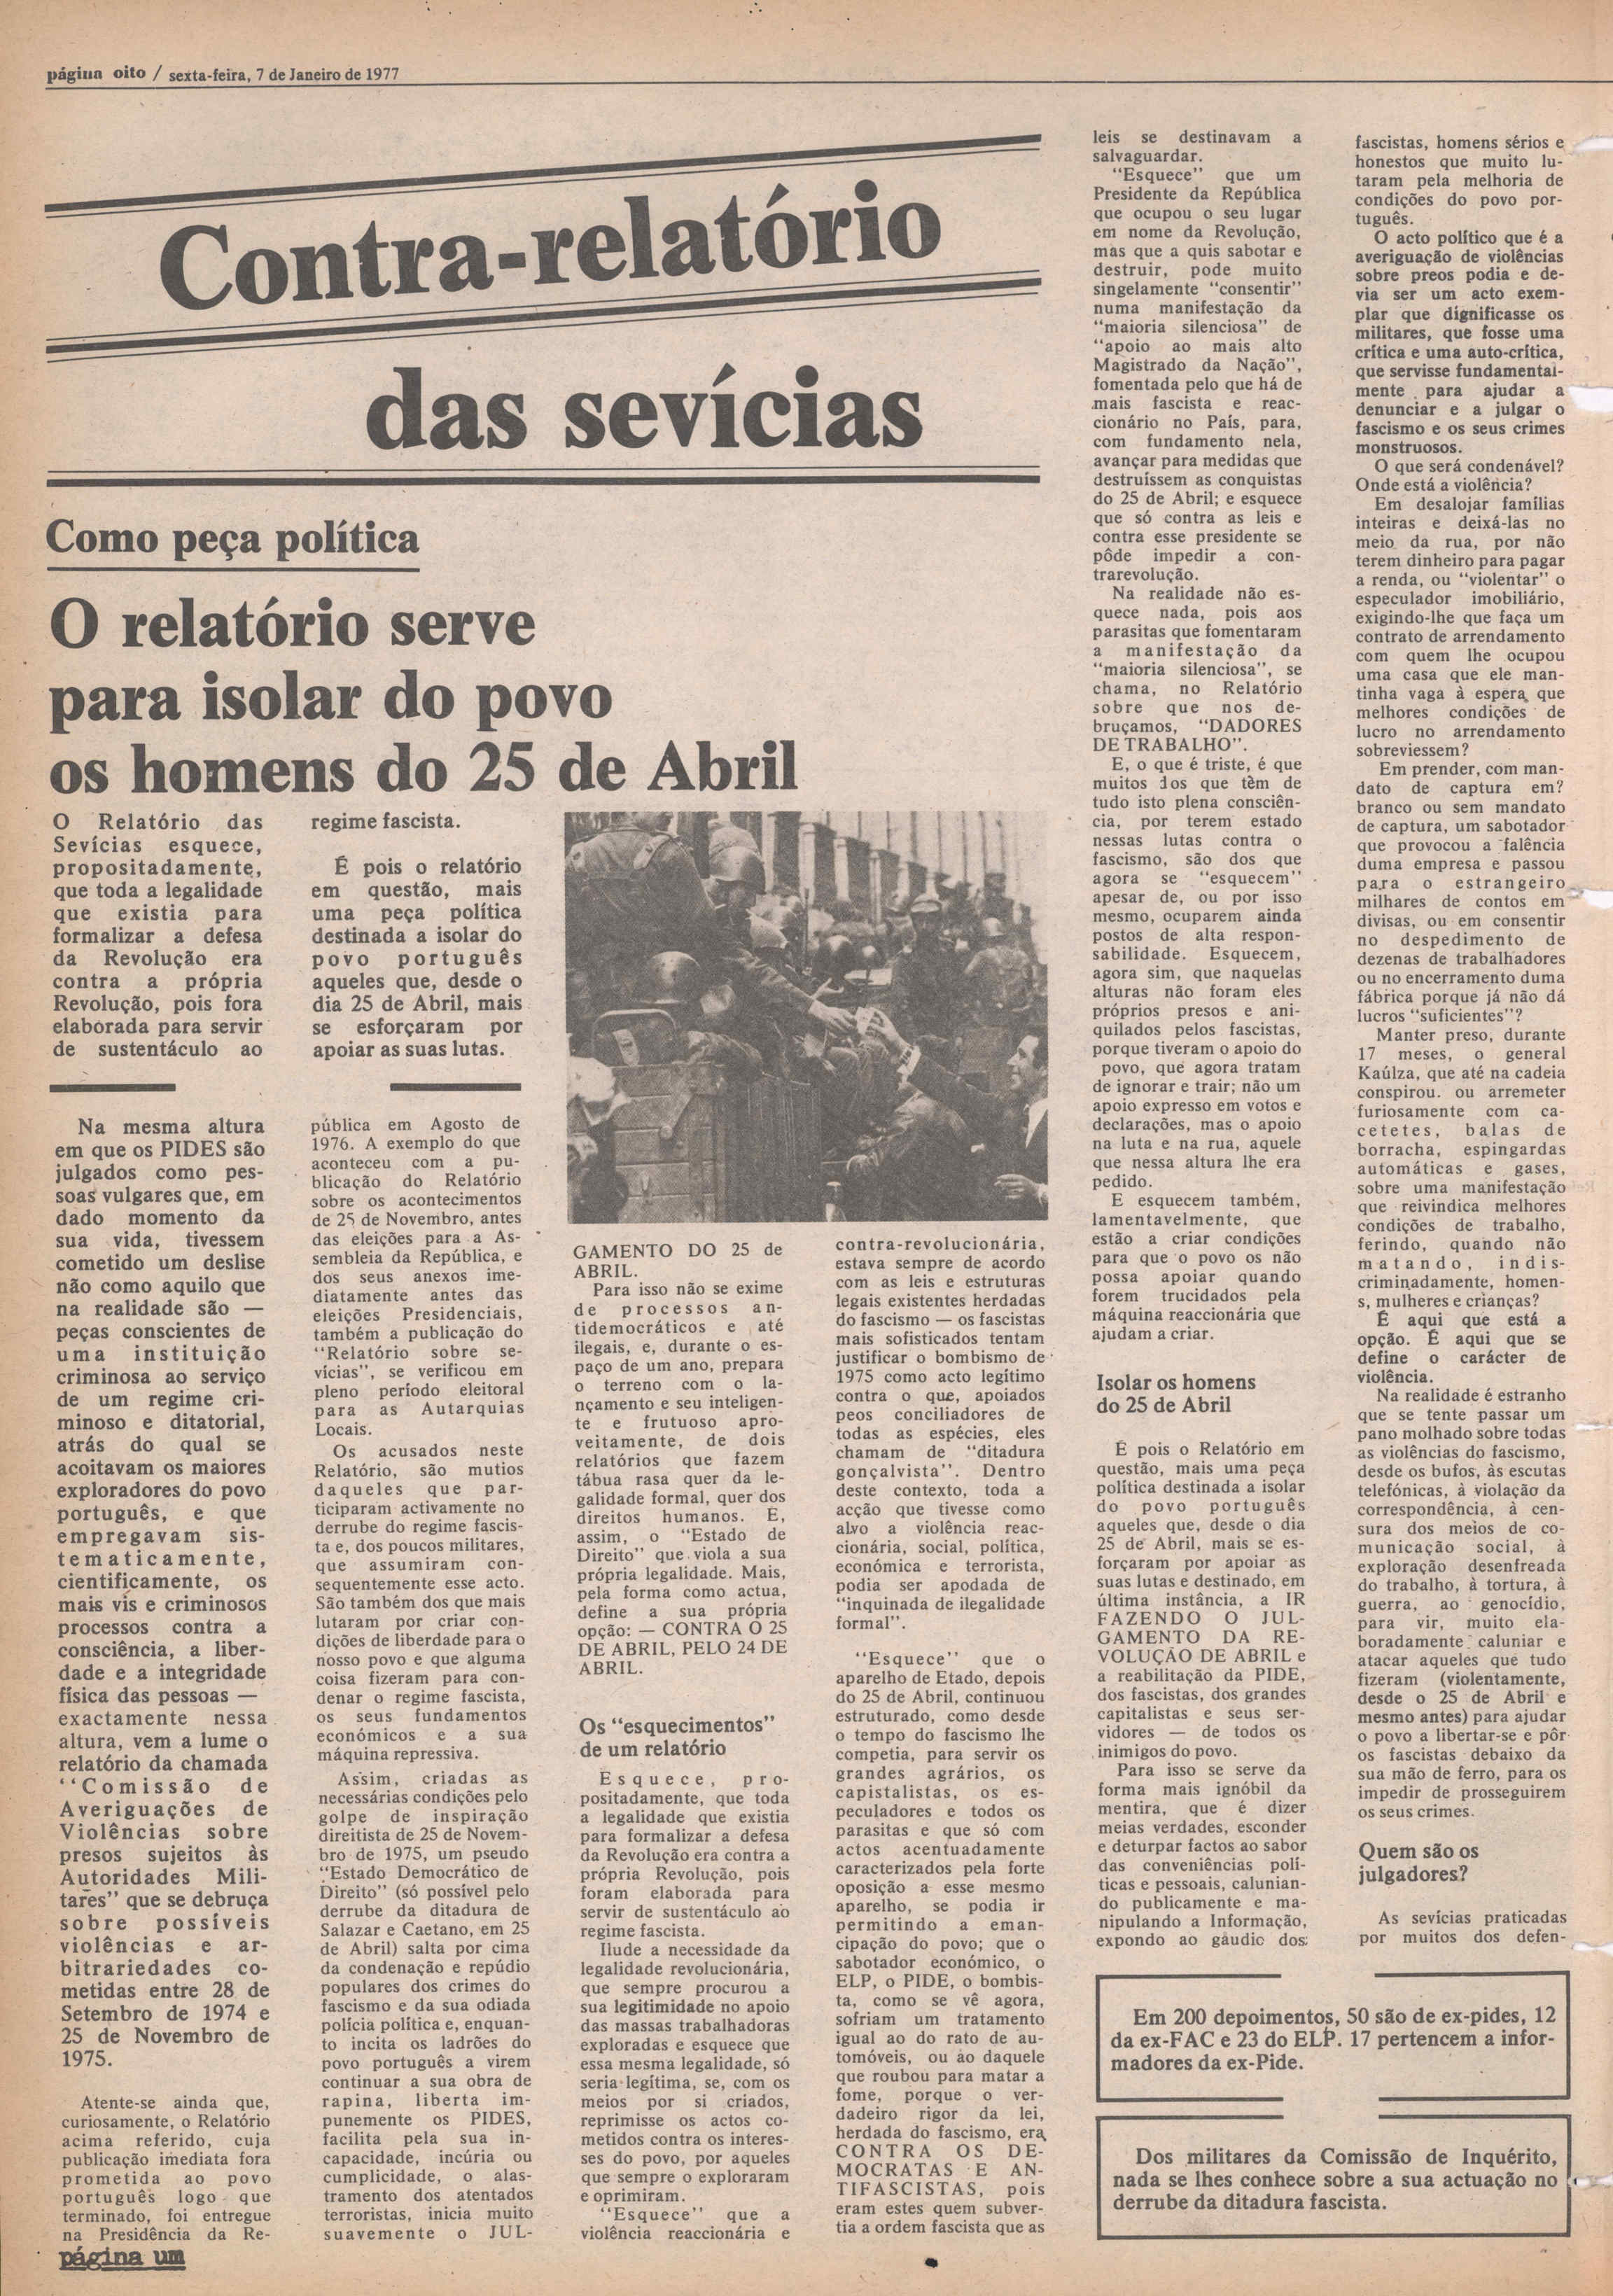 página oito / sexta-feira, 7 de Janeiro de 1977
Contra-relatório
das sevícias
Como peça política
O relatório serve
para isolar do povo
os homens do 25 de Abril
O Relatório das
Sevícias esquece,
propositadamente,
que toda a legalidade
que existia para
formalizar a defesa
da Revolução era
contra a própria
Revolução, pois fora
elaborada para servir
de sustentáculo ao
regime fascista.
É pois o relatório
em questão, mais
uma peça política
destinada a isolar do
povo português
aqueles que, desde o
dia 25 de Abril, mais
se esforçaram por
apoiar as suas lutas.
Na mesma altura
em que os PIDES são
julgados como pes-
soas vulgares que, em
dado momento da
sua vida, tivessem
cometido um deslise
não como aquilo que
na realidade são —
peças conscientes de
uma instituição
criminosa ao serviço
de um regime cri-
minoso e ditatorial,
atrás do qual se
acoitavam os maiores
exploradores do povo
português, e que
empregavam sis-
tematicamente,
cientificamente, os
mais vis e criminosos
processos contra a
consciência, a liber-
dade e a integridade
física das pessoas —
exactamente nessa
altura, vem a lume o
relatório da chamada
"Comissão de
Averiguações de
Violências sobre
presos sujeitos às
Autoridades Mili-
tares" que se debruça
sobre possíveis
violências e ar-
bitrariedades co-
metidas entre 28 de
Setembro de 1974 e
25 de Novembro de
1975.
Atente-se ainda que,
curiosamente, o Relatório
acima referido, cuja
publicação imediata fora
prometida ao povo
português logo que
terminado, foi entregue
na Presidência da Re-
pública em Agosto de
1976. A exemplo do que
aconteceu com a pu-
blicação do Relatório
sobre os acontecimentos
de 25 de Novembro, antes
das eleições para a As-
sembleia da República, e
dos seus anexos ime-
diatamente antes das
eleições Presidenciais,
também a publicação do
"Relatório sobre se-
vícias", se verificou em
pleno período eleitoral
para as Autarquias
Locais.
Os acusados neste
Relatório, são mutios
daqueles que par-
ticiparam activamente no
derrube do regime fascis-
ta e, dos poucos militares,
que assumiram con-
sequentemente esse acto.
São também dos que mais
lutaram por criar con-
dições de liberdade para o
nosso povo e que alguma
coisa fizeram para con-
denar o regime fascista,
os seus fundamentos
económicos e a sua
máquina repressiva.
Assim, criadas as
necessárias condições pelo
golpe de inspiração
direitista de 25 de Novem-
bro de 1975, um pseudo
"Estado Democrático de
Direito" (só possível pelo
derrube da ditadura de
Salazar e Caetano, em 25
de Abril) salta por cima
da condenação e repúdio
populares dos crimes do
fascismo e da sua odiada
polícia política e, enquan-
to incita os ladrões do
povo português a virem
continuar a sua obra de
rapina, liberta im-
punemente os PIDES,
facilita pela sua in-
capacidade, incúria ou
cumplicidade, o alas-
tramento dos atentados
terroristas, inicia muito
suavemente o JUL-
GAMENTO DO 25 de
ABRIL.
Para isso não se exime
de processos an-
tidemocráticos e até
ilegais, e, durante o es-
paço de um ano, prepara
o terreno com o la-
nçamento e seu inteligen-
te e frutuoso apro-
veitamente, de dois
relatórios que fazem
tábua rasa quer da le-
galidade formal, quer dos
direitos humanos. E,
assim, o "Estado de
Direito" que viola a sua
própria legalidade. Mais,
pela forma como actua,
define a sua própria
opção: — CONTRA O 25
DE ABRIL, PELO 24 DE
ABRIL.
Os "esquecimentos"
de um relatório
Esquece, pro-
positadamente, que toda
a legalidade que existia
para formalizar a defesa
da Revolução era contra a
própria Revolução, pois
foram elaborada para
servir de sustentáculo ao
regime fascista.
Ilude a necessidade da
legalidade revolucionária,
que sempre procurou a
sua legitimidade no apoio
das massas trabalhadoras
exploradas e esquece que
essa mesma legalidade, só
seria legítima, se, com os
meios por si criados,
reprimisse os actos co-
metidos contra os interes-
ses do povo, por aqueles
que sempre o exploraram
e oprimiram.
"Esquece" que a
violência reaccionária e
contra-revolucionária,
estava sempre de acordo
com as leis e estruturas
legais existentes herdadas
do fascismo — os fascistas
mais sofisticados tentam
justificar o bombismo de
1975 como acto legítimo
contra o que, apoiados
peos conciliadores de
todas as espécies, eles
chamam de "ditadura
gonçalvista". Dentro
deste contexto, toda a
acção que tivesse como
alvo a violência reac-
cionária, social, política,
económica e terrorista,
podia ser apodada de
"inquinada de ilegalidade
formal".
"Esquece" que o
aparelho de Etado, depois
do 25 de Abril, continuou
estruturado, como desde
o tempo do fascismo lhe
competia, para servir os
grandes agrários, os
capistalistas, os es-
peculadores e todos os
parasitas e que só com
actos acentuadamente
caracterizados pela forte
oposição a esse mesmo
aparelho, se podia ir
permitindo a eman-
cipação do povo; que o
sabotador económico, o
ELP, o PIDE, o bombis-
ta, como se vê agora,
sofriam um tratamento
igual ao do rato de au-
tomóveis, ou ao daquele
que roubou para matar a
fome, porque o ver-
dadeiro rigor da lei,
herdada do fascismo, era
CONTRA OS DE-
MOCRATAS E AN-
TIFASCISTAS, pois
eram estes quem subver-
tia a ordem fascista que as
leis se destinavam a
salvaguardar.
"Esquece" que um
Presidente da República
que ocupou o seu lugar
em nome da Revolução,
mas que a quis sabotar e
destruir, pode muito
singelamente "consentir"
numa manifestação da
"maioria silenciosa" de
"apoio ao mais alto
Magistrado da Nação",
fomentada pelo que há de
mais fascista e reac-
cionário no País, para,
com fundamento nela,
avançar para medidas que
destruíssem as conquistas
do 25 de Abril; e esquece
que só contra as leis e
contra esse presidente se
pôde impedir a con-
trarevolução.
Na realidade não es-
quece nada, pois aos
parasitas que fomentaram
a manifestação da
"maioria silenciosa", se
chama, no Relatório
sobre que nos de-
bruçamos, "DADORES
DE TRABALHO".
E, o que é triste, é que
muitos dos que têm de
tudo isto plena consciên-
cia, por terem estado
nessas lutas contra o
fascismo, são dos que
agora se "esquecem"
apesar de, ou por isso
mesmo, ocuparem ainda
postos de alta respon-
sabilidade. Esquecem,
agora sim, que naquelas
alturas não foram eles
próprios presos e ani-
quilados pelos fascistas,
porque tiveram o apoio do
povo, que agora tratam
de ignorar e trair; não um
apoio expresso em votos e
declarações, mas o apoio
na luta e na rua, aquele
que nessa altura lhe era
pedido.
E esquecem também,
lamentavelmente, que
estão a criar condições
para que o povo os não
possa apoiar quando
forem trucidados pela
máquina reaccionária que
ajudam a criar.
Isolar os homens
do 25 de Abril
É pois o Relatório em
questão, mais uma peça
política destinada a isolar
do povo português
aqueles que, desde o dia
25 de Abril, mais se es-
forçaram por apoiar as
suas lutas e destinado, em
última instância, a IR
FAZENDO O JUL-
GAMENTO DA RE-
VOLUÇÃO DE ABRIL e
a reabilitação da PIDE,
dos fascistas, dos grandes
capitalistas e seus ser-
vidores — de todos os
inimigos do povo.
Para isso se serve da
forma mais ignóbil da
mentira, que é dizer
meias verdades, esconder
e deturpar factos ao sabor
das conveniências polí-
ticas e pessoais, calunian-
do publicamente e ma-
nipulando a Informação,
expondo ao gáudio dos
fascistas, homens sérios e
honestos que muito lu-
taram pela melhoria de
condições do povo por-
tuguês.
O acto político que é a
averiguação de violências
sobre preos podia e de-
via ser um acto exem-
plar que dignificasse os
militares, que fosse uma
crítica e uma auto-crítica,
que servisse fundamental-
mente para ajudar a
denunciar e a julgar o
fascismo e os seus crimes
monstruosos.
O que será condenável?
Onde está a violência?
Em desalojar famílias
inteiras e deixá-las no
meio da rua, por não
terem dinheiro para pagar
a renda, ou "violentar" o
especulador imobiliário,
exigindo-lhe que faça um
contrato de arrendamento
com quem lhe ocupou
uma casa que ele man-
tinha vaga à espera que
melhores condições de
lucro no arrendamento
sobreviessem?
Em prender, com man-
dato de captura em?
branco ou sem mandato
de captura, um sabotador
que provocou a falência
duma empresa e passou
para o estrangeiro
milhares de contos em
divisas, ou em consentir
no despedimento de
dezenas de trabalhadores
ou no encerramento duma
fábrica porque já não dá
lucros "suficientes"?
Manter preso, durante
17 meses, o general
Kaúlza, que até na cadeia
conspirou. ou arremeter
furiosamente com ca-
cetetes, balas de
borracha, espingardas
automáticas e gases,
sobre uma manifestação
que reivindica melhores
condições de trabalho,
ferindo, quando não
matando, indis-
criminadamente, homen-
s, mulheres e crianças?
É aqui que está a
opção. É aqui que se
define o carácter de
violência.
Na realidade é estranho
que se tente passar um
pano molhado sobre todas
as violências do fascismo,
desde os bufos, às escutas
telefónicas, à violação da
correspondência, à cen-
sura dos meios de co-
municação social, à
exploração desenfreada
do trabalho, à tortura, à
guerra, ao genocídio,
para vir, muito ela-
boradamente caluniar e
atacar aqueles que tudo
fizeram (violentamente,
desde o 25 de Abril e
mesmo antes) para ajudar
o povo a libertar-se e pôr
os fascistas debaixo da
sua mão de ferro, para os
impedir de prosseguirem
os seus crimes.
Quem são os
julgadores?
As sevícias praticadas
por muitos dos defen-
Em 200 depoimentos, 50 são de ex-pides, 12
da ex-FAC e 23 do ELP. 17 pertencem a infor-
madores da ex-Pide.
Dos militares da Comissão de Inquérito,
nada se lhes conhece sobre a sua actuação no
derrube da ditadura fascista.
página um